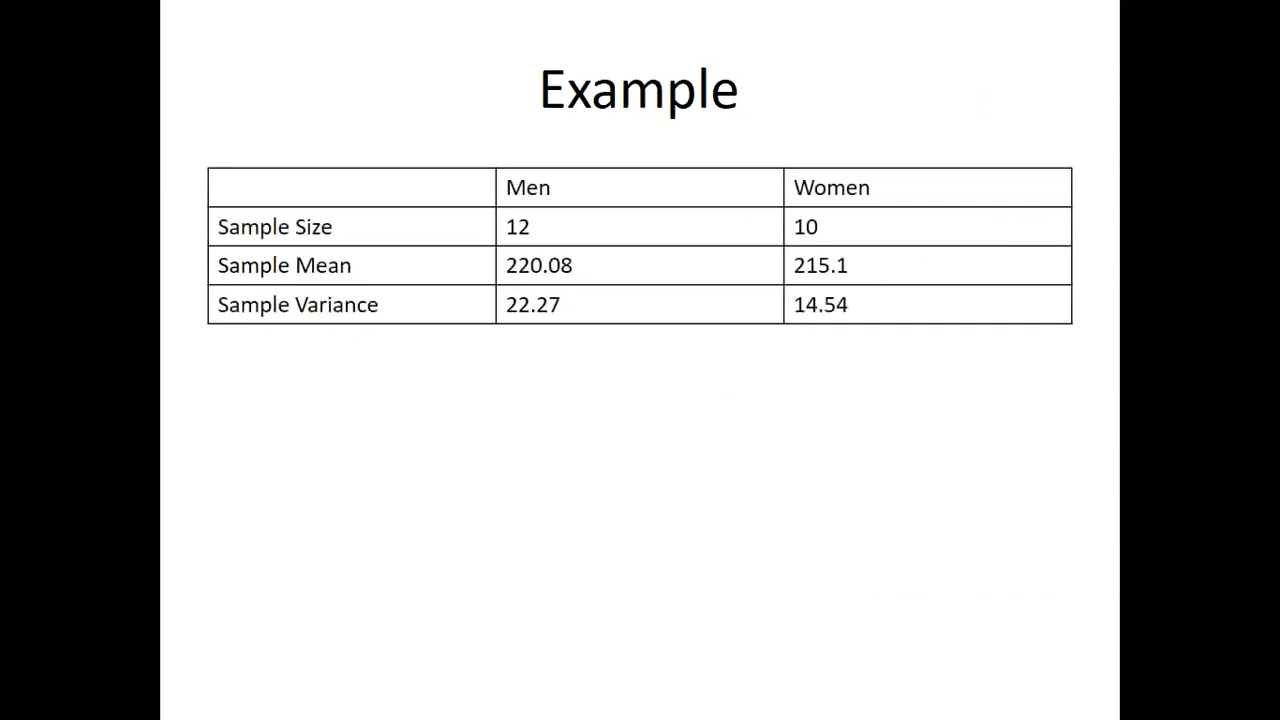 Example
Men Women
Sample Size 12 10
Sample Mean 220.08 215.1
Sample Variance 22.27 14.54